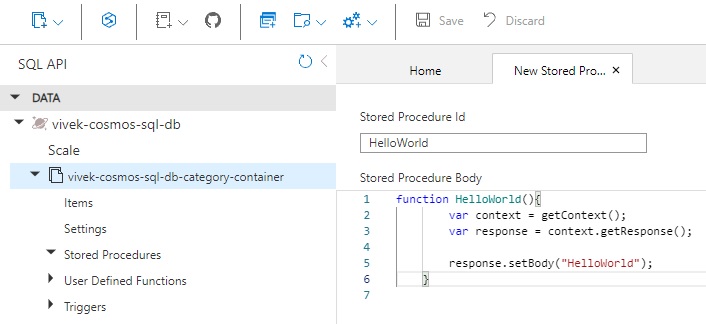 Save
Discard
SQL API
DATA
vivek-cosmos-sql-db
Scale
vivek-cosmos-sql-db-category-container
Items
Settings
Stored Procedures
User Defined Functions
Triggers
Home
New Stored Pro...
Stored Procedure Id
HelloWorld
Stored Procedure Body
1 function HelloWorld(){
2 var context = getContext();
3 var response = context.getResponse();
4
5 response.setBody("HelloWorld");
6 }
7